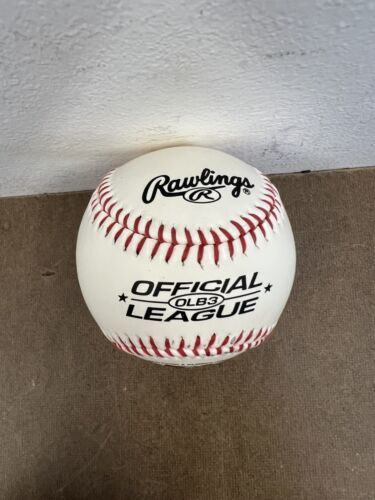 Rawlings®
R
OFFICIAL
OLB3
LEAGUE